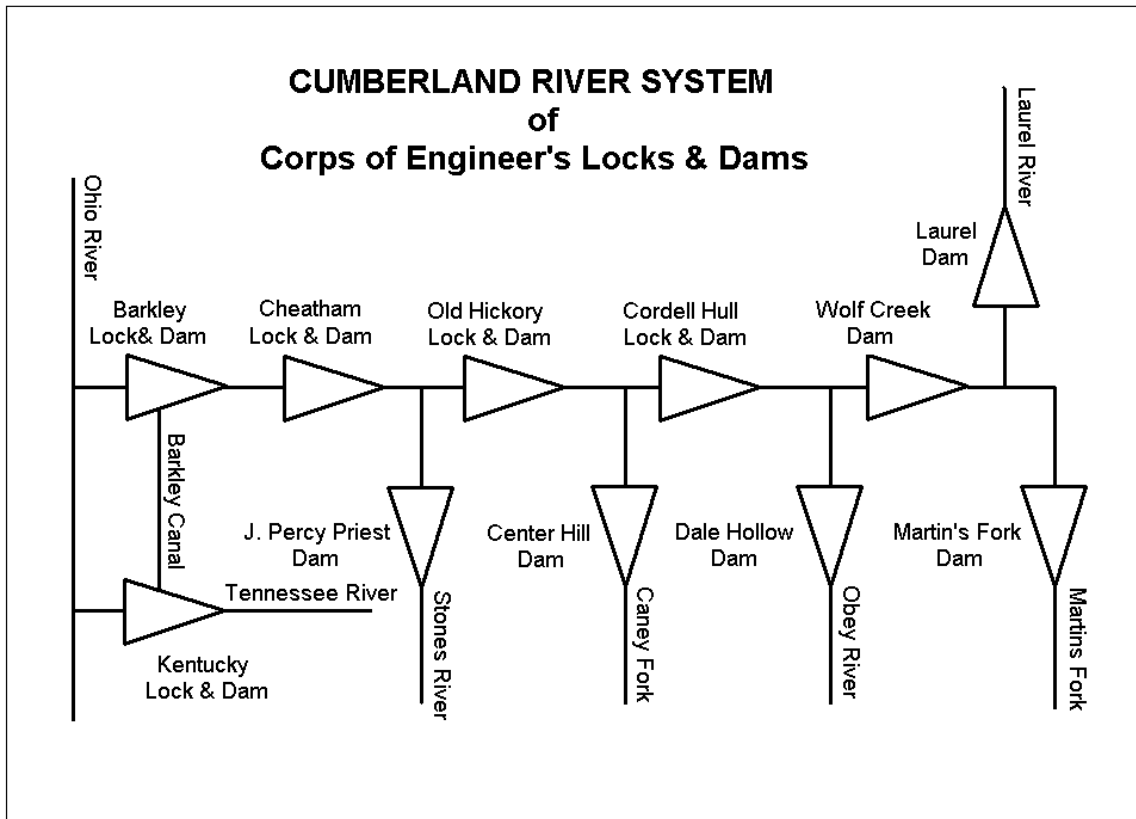 CUMBERLAND RIVER SYSTEM
of
Corps of Engineer's Locks & Dams
Ohio River
Laurel River
Laurel
Dam
Barkley
Lock& Dam
Cheatham
Lock & Dam
Old Hickory
Lock & Dam
Cordell Hull
Lock & Dam
Wolf Creek
Dam
Barkley Canal
J. Percy Priest
Dam
Center Hill
Dam
Dale Hollow
Dam
Martin's Fork
Dam
Tennessee River
Stones River
Caney Fork
Obey River
Martins Fork
Kentucky
Lock & Dam